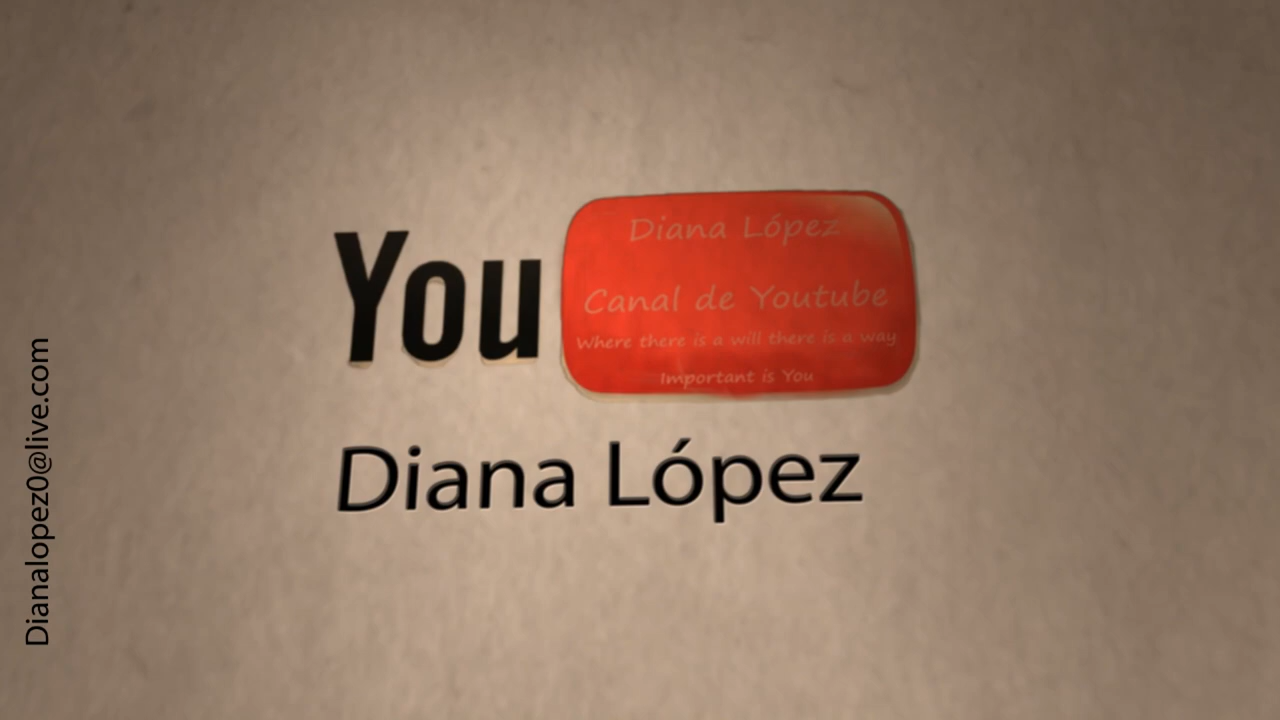 You
Diana López
Canal de Youtube
Where there is a will there is a way
Important is You
Diana López
Dianalopez0@live.com